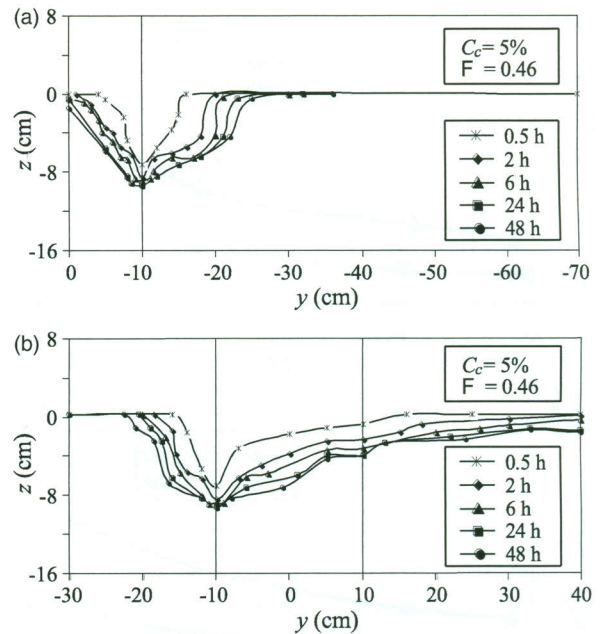 (a)
8
0
-8
-16
z (cm)
C_c = 5%
F = 0.46
0.5 h
2 h
6 h
24 h
48 h
0 -10 -20 -30 -40 -50 -60 -70
y (cm)
(b)
8
0
-8
-16
z (cm)
C_c = 5%
F = 0.46
0.5 h
2 h
6 h
24 h
48 h
-30 -20 -10 0 10 20 30 40
y (cm)